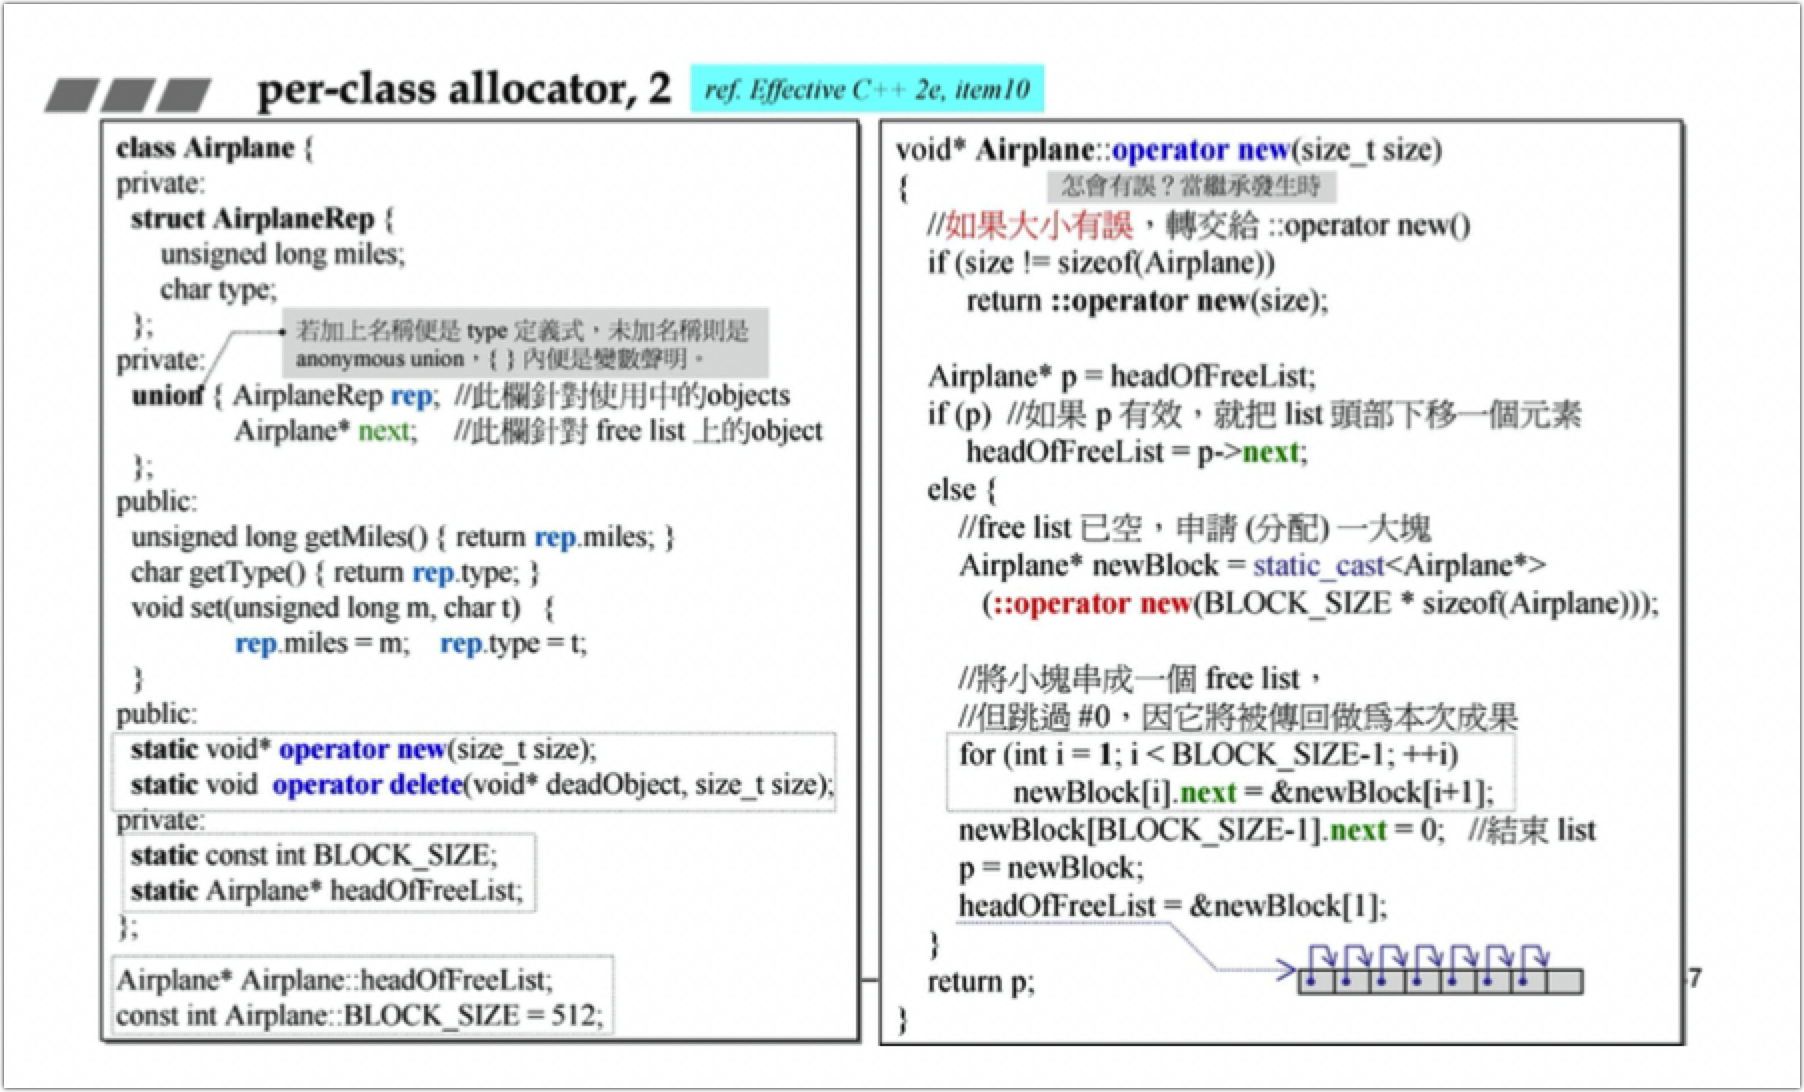 per-class allocator, 2
ref. Effective C++ 2e, item10
class Airplane {
private:
struct AirplaneRep {
unsigned long miles;
char type;
};
若加上名稱便是 type 定義式，未加名稱則是
anonymous union，{ } 內便是變數聲明。
private:
union { AirplaneRep rep; //此欄針對使用中的objects
Airplane* next; //此欄針對 free list 上的object
};
public:
unsigned long getMiles() { return rep.miles; }
char getType() { return rep.type; }
void set(unsigned long m, char t) {
rep.miles = m; rep.type = t;
}
public:
static void* operator new(size_t size);
static void operator delete(void* deadObject, size_t size);
private:
static const int BLOCK_SIZE;
static Airplane* headOfFreeList;
};
Airplane* Airplane::headOfFreeList;
const int Airplane::BLOCK_SIZE = 512;
void* Airplane::operator new(size_t size)
{
怎會有誤？當繼承發生時
//如果大小有誤，轉交給 ::operator new()
if (size != sizeof(Airplane))
return ::operator new(size);
Airplane* p = headOfFreeList;
if (p) //如果 p 有效，就把 list 頭部下移一個元素
headOfFreeList = p->next;
else {
//free list 已空，申請 (分配) 一大塊
Airplane* newBlock = static_cast<Airplane*>
(::operator new(BLOCK_SIZE * sizeof(Airplane)));
//將小塊串成一個 free list，
//但跳過 #0，因它將被傳回做為本次成果
for (int i = 1; i < BLOCK_SIZE-1; ++i)
newBlock[i].next = &newBlock[i+1];
newBlock[BLOCK_SIZE-1].next = 0; //結束 list
p = newBlock;
headOfFreeList = &newBlock[1];
}
return p;
}
7